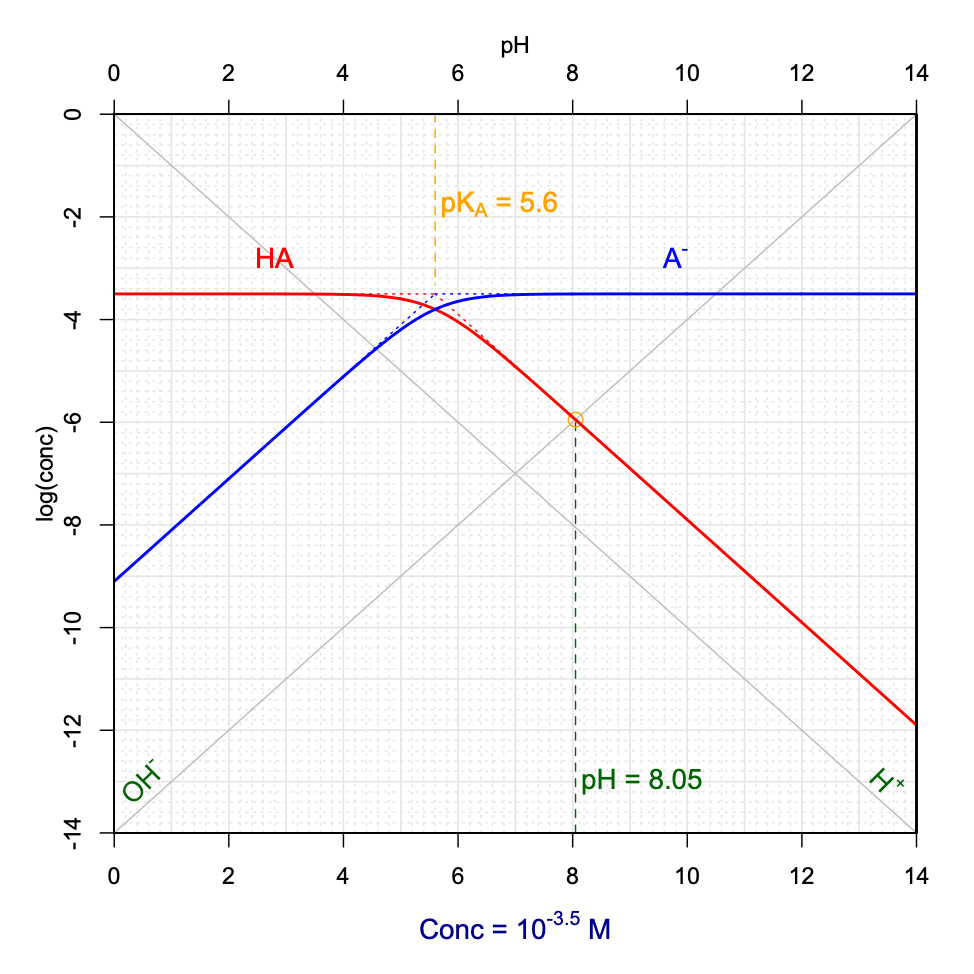 pH
0 2 4 6 8 10 12 14
0
pK_A = 5.6
-2
HA A⁻
-4
-6
log(conc)
-8
-10
-12
OH⁻ pH = 8.05 H⁺
-14
0 2 4 6 8 10 12 14
Conc = 10⁻³·⁵ M